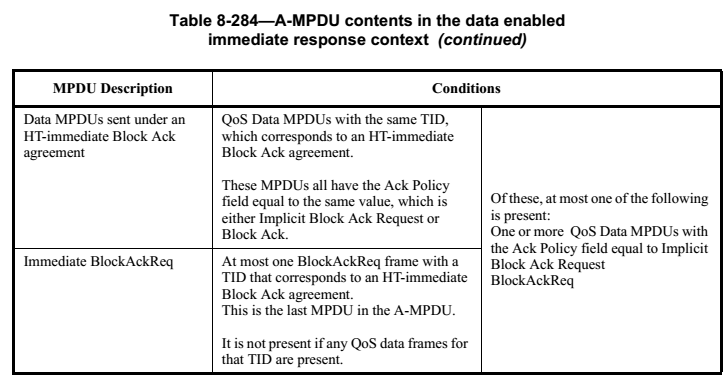 Table 8-284—A-MPDU contents in the data enabled
immediate response context (continued)
MPDU Description
Conditions
Data MPDUs sent under an
HT-immediate Block Ack
agreement
QoS Data MPDUs with the same TID,
which corresponds to an HT-immediate
Block Ack agreement.
These MPDUs all have the Ack Policy
field equal to the same value, which is
either Implicit Block Ack Request or
Block Ack.
Of these, at most one of the following
is present:
One or more QoS Data MPDUs with
the Ack Policy field equal to Implicit
Block Ack Request
BlockAckReq
Immediate BlockAckReq
At most one BlockAckReq frame with a
TID that corresponds to an HT-immediate
Block Ack agreement.
This is the last MPDU in the A-MPDU.
It is not present if any QoS data frames for
that TID are present.